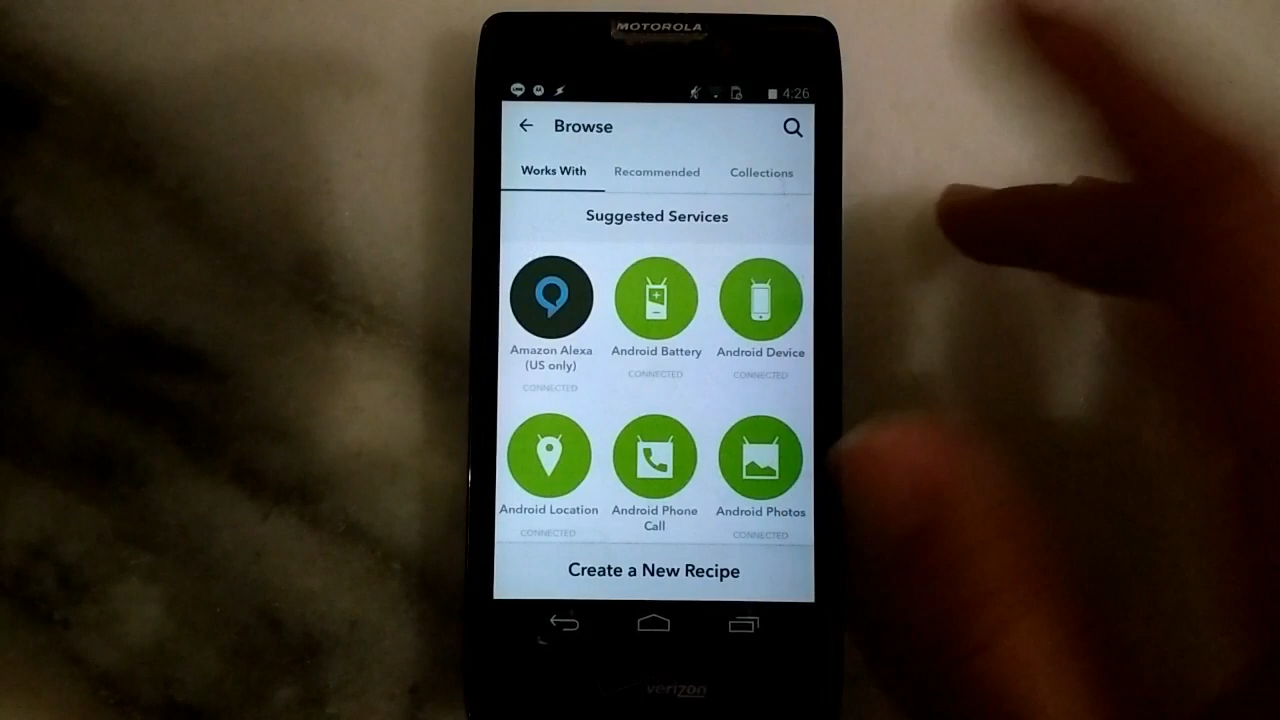 MOTOROLA
4:26
Browse
Works With Recommended Collections
Suggested Services
Amazon Alexa Android Battery Android Device
(US only) CONNECTED CONNECTED
CONNECTED
Android Location Android Phone Android Photos
CONNECTED Call CONNECTED
Create a New Recipe
verizon